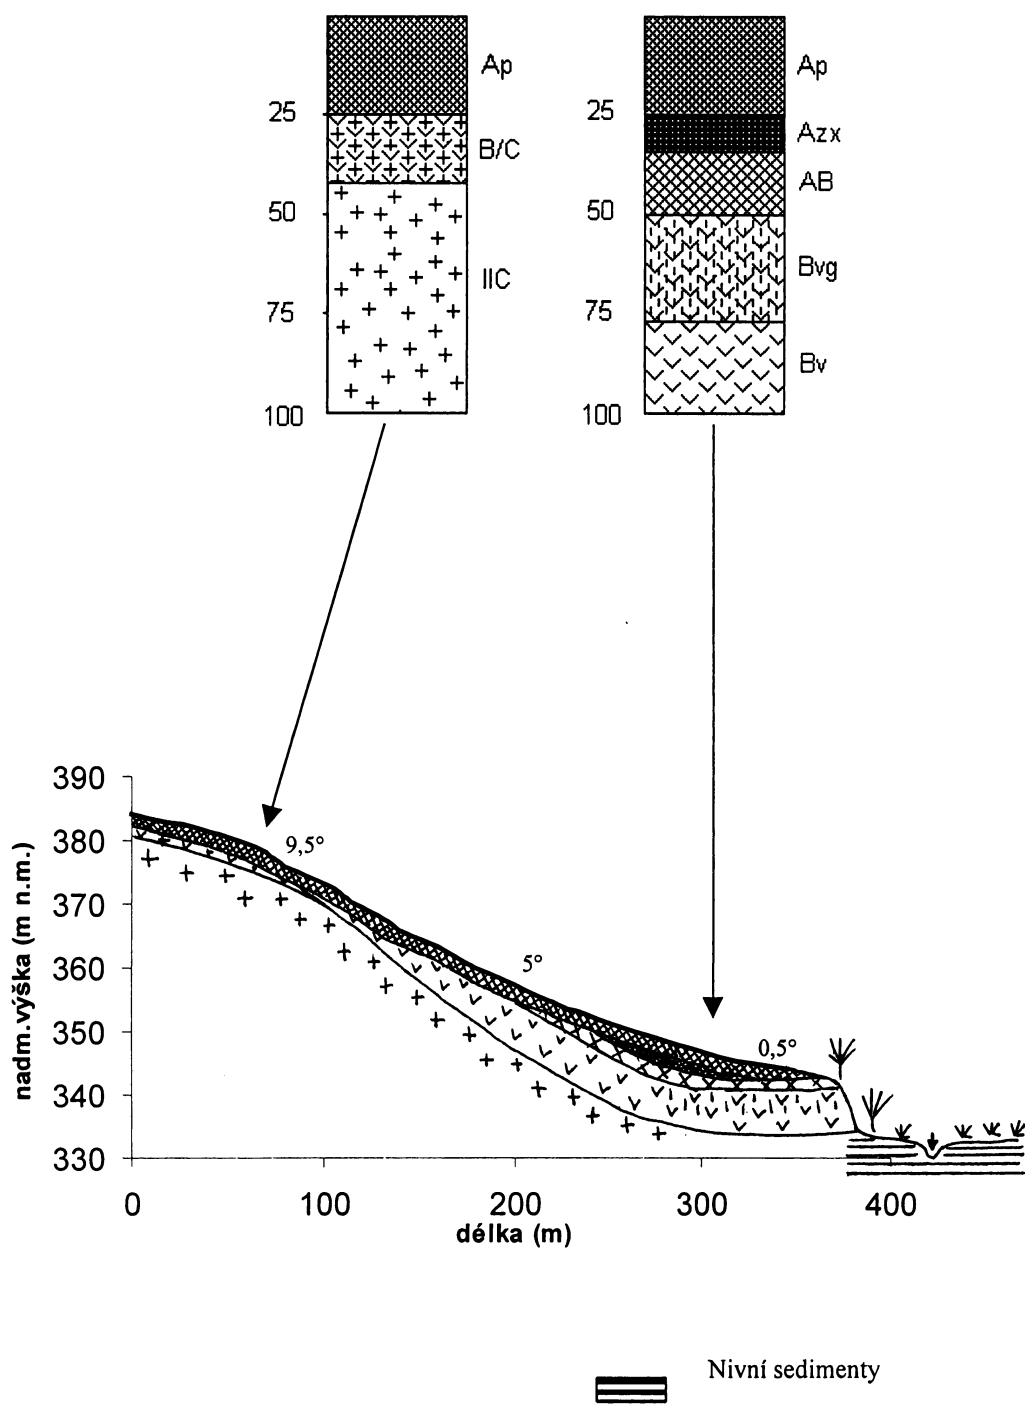 Ap
25
B/C
50
IIC
75
100
Ap
25
Azx
AB
50
Bvg
75
Bv
100
390
380
370
360
350
340
330
nadm.výška (m n.m.)
9,5°
5°
0,5°
0 100 200 300 400
délka (m)
Nivní sedimenty